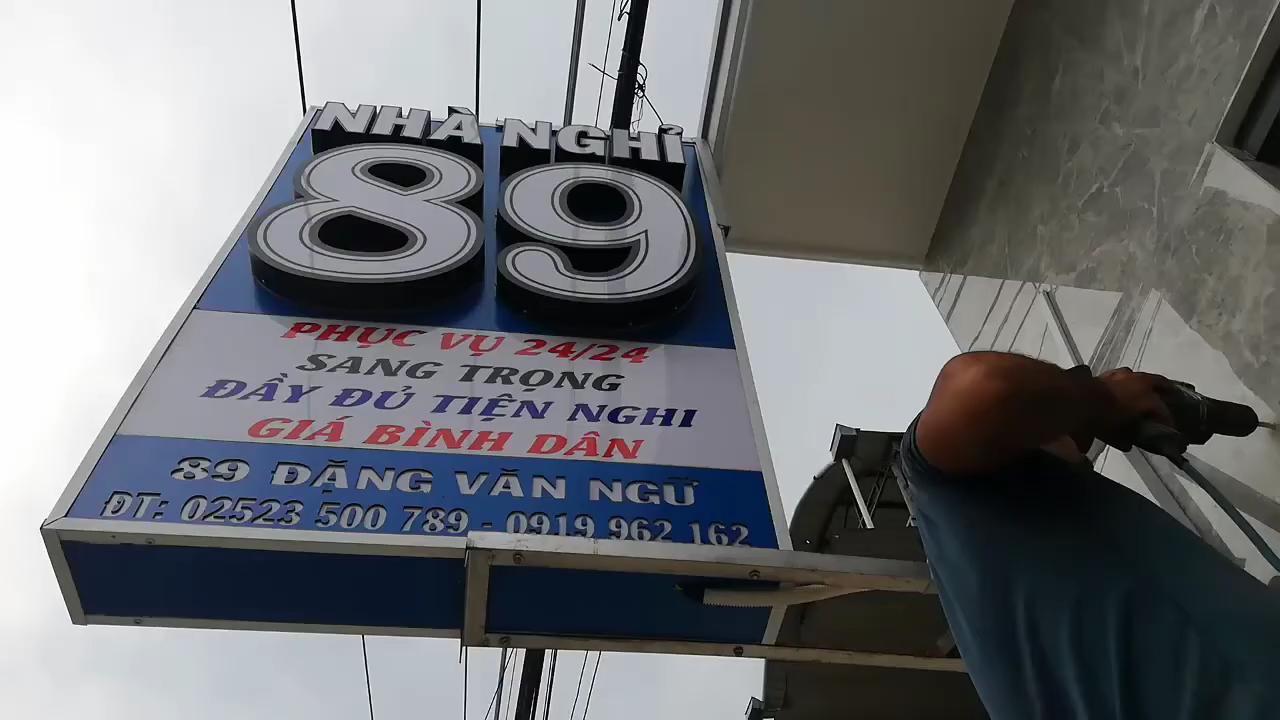 NHÀ NGHỈ
89
PHỤC VỤ 24/24
SANG TRỌNG
ĐẦY ĐỦ TIỆN NGHI
GIÁ BÌNH DÂN
89 ĐẶNG VĂN NGỮ
ĐT: 02523 500 789 - 0919 962 162